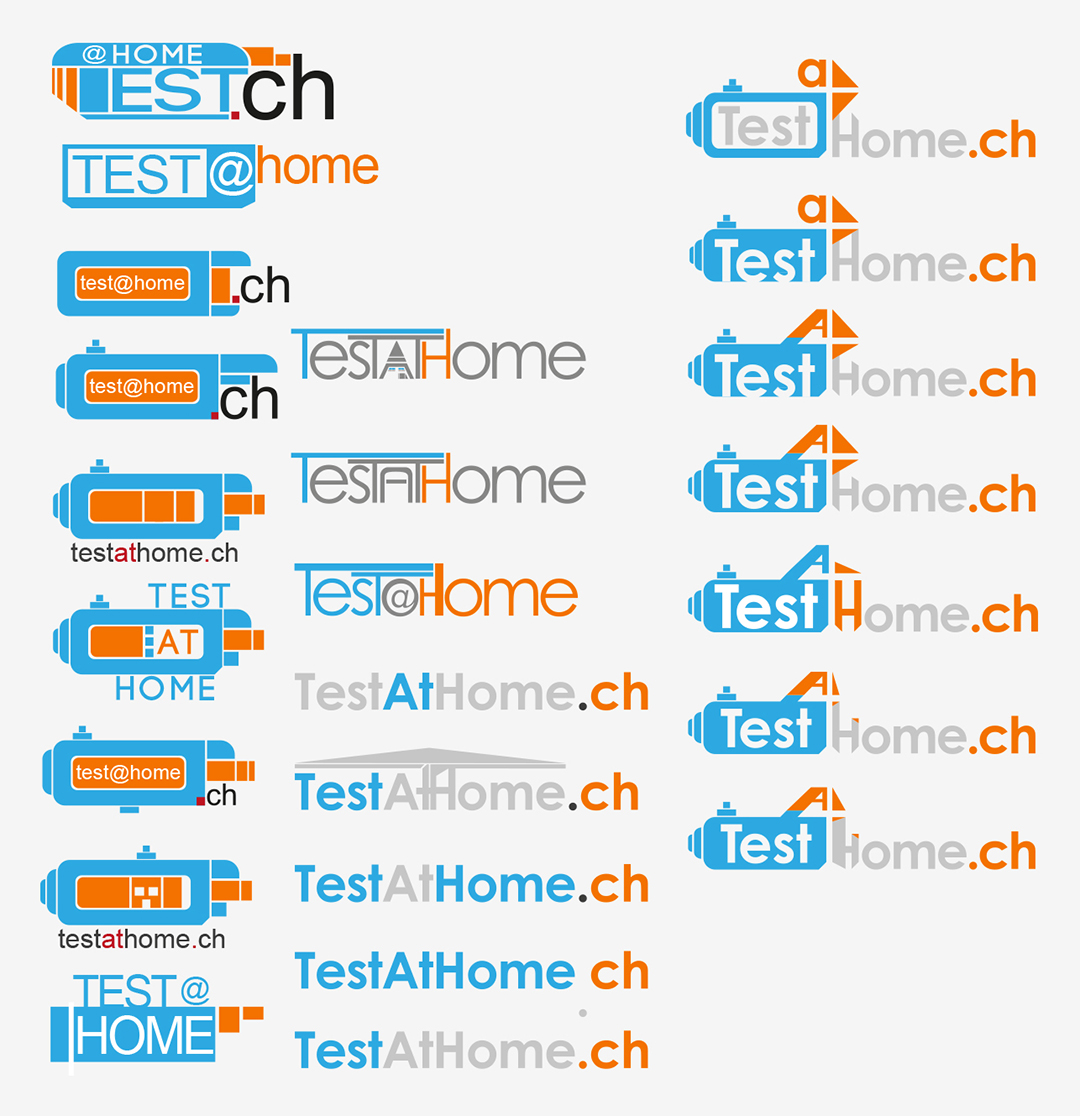 @HOME
TEST.ch
TEST@home
test@home .ch
test@home .ch
testathome.ch
TEST
AT
HOME
test@home
.ch
testathome.ch
TEST@
HOME
TestAtHome
TestAtHome
Test@Home
TestAtHome.ch
TestAtHome.ch
TestAtHome.ch
TestAtHome ch
.
TestAtHome.ch
a
Test Home.ch
a
Test Home.ch
A
Test Home.ch
A
Test Home.ch
A
Test Home.ch
A
Test Home.ch
A
Test Home.ch